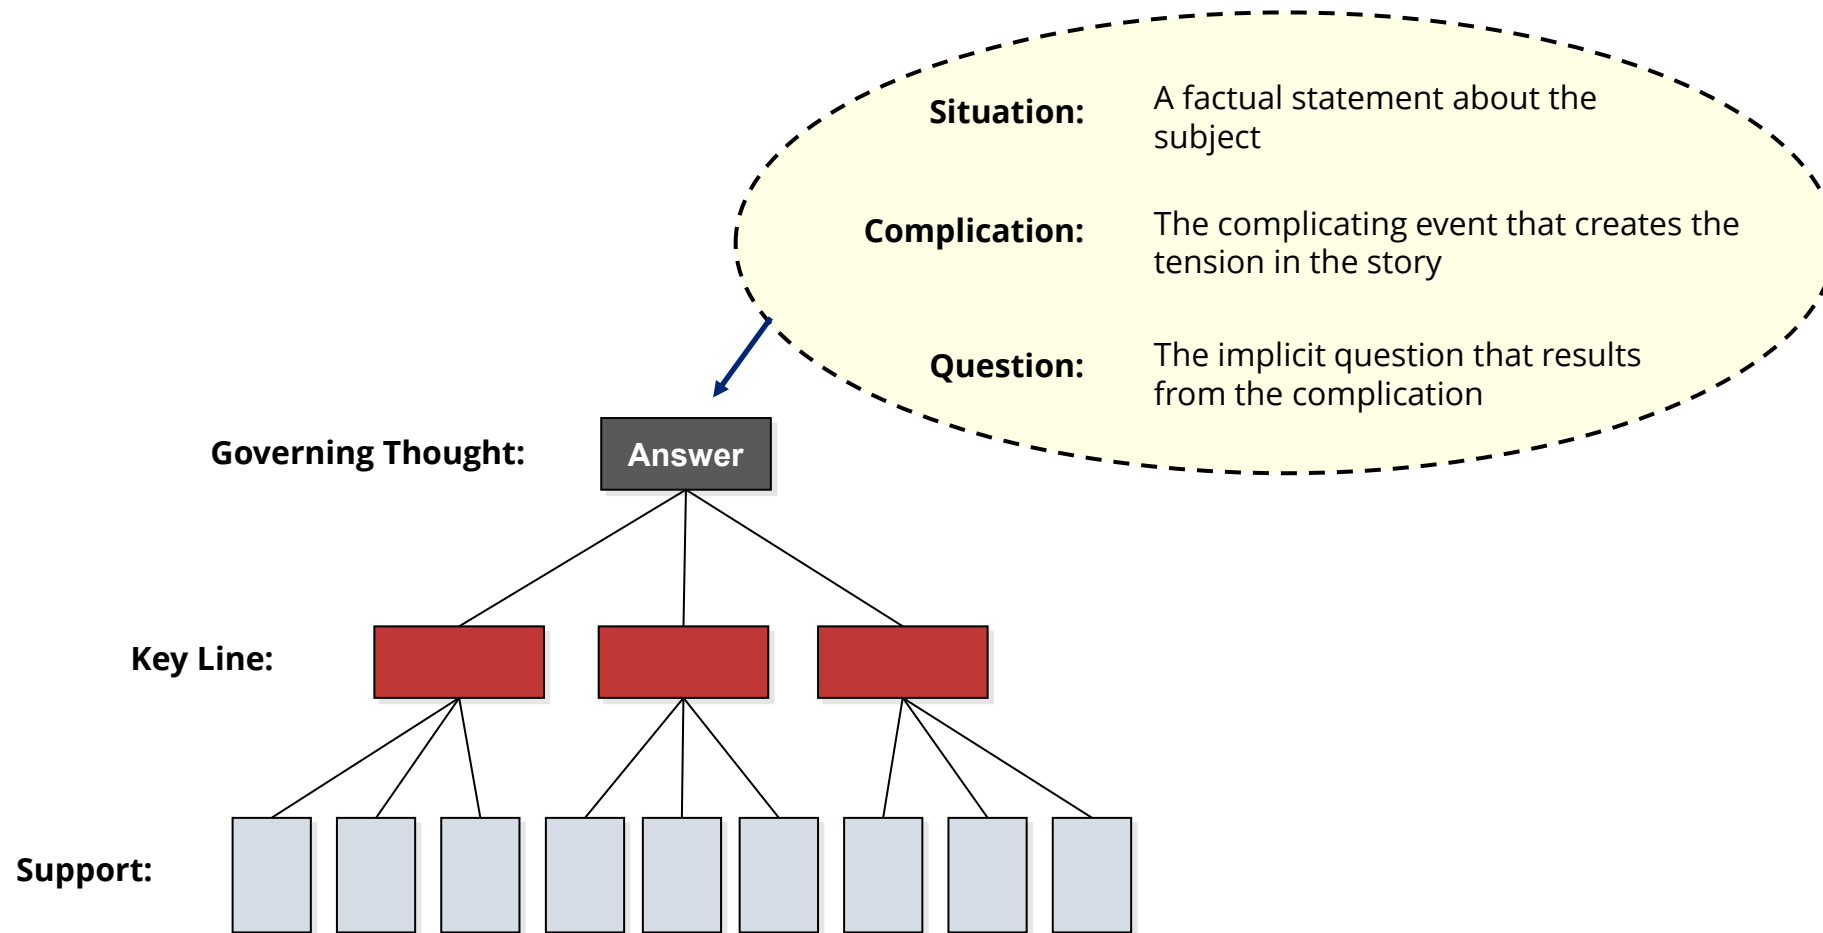 Situation:
A factual statement about the
subject
Complication:
The complicating event that creates the
tension in the story
Question:
The implicit question that results
from the complication
Governing Thought:
Answer
Key Line:
Support: